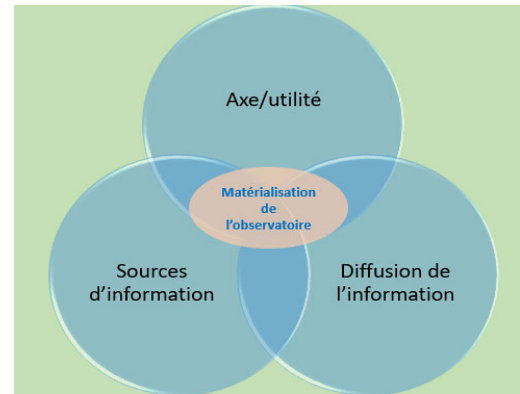 Axe/utilité
Matérialisation
de
l'observatoire
Sources
d'information
Diffusion de
l'information